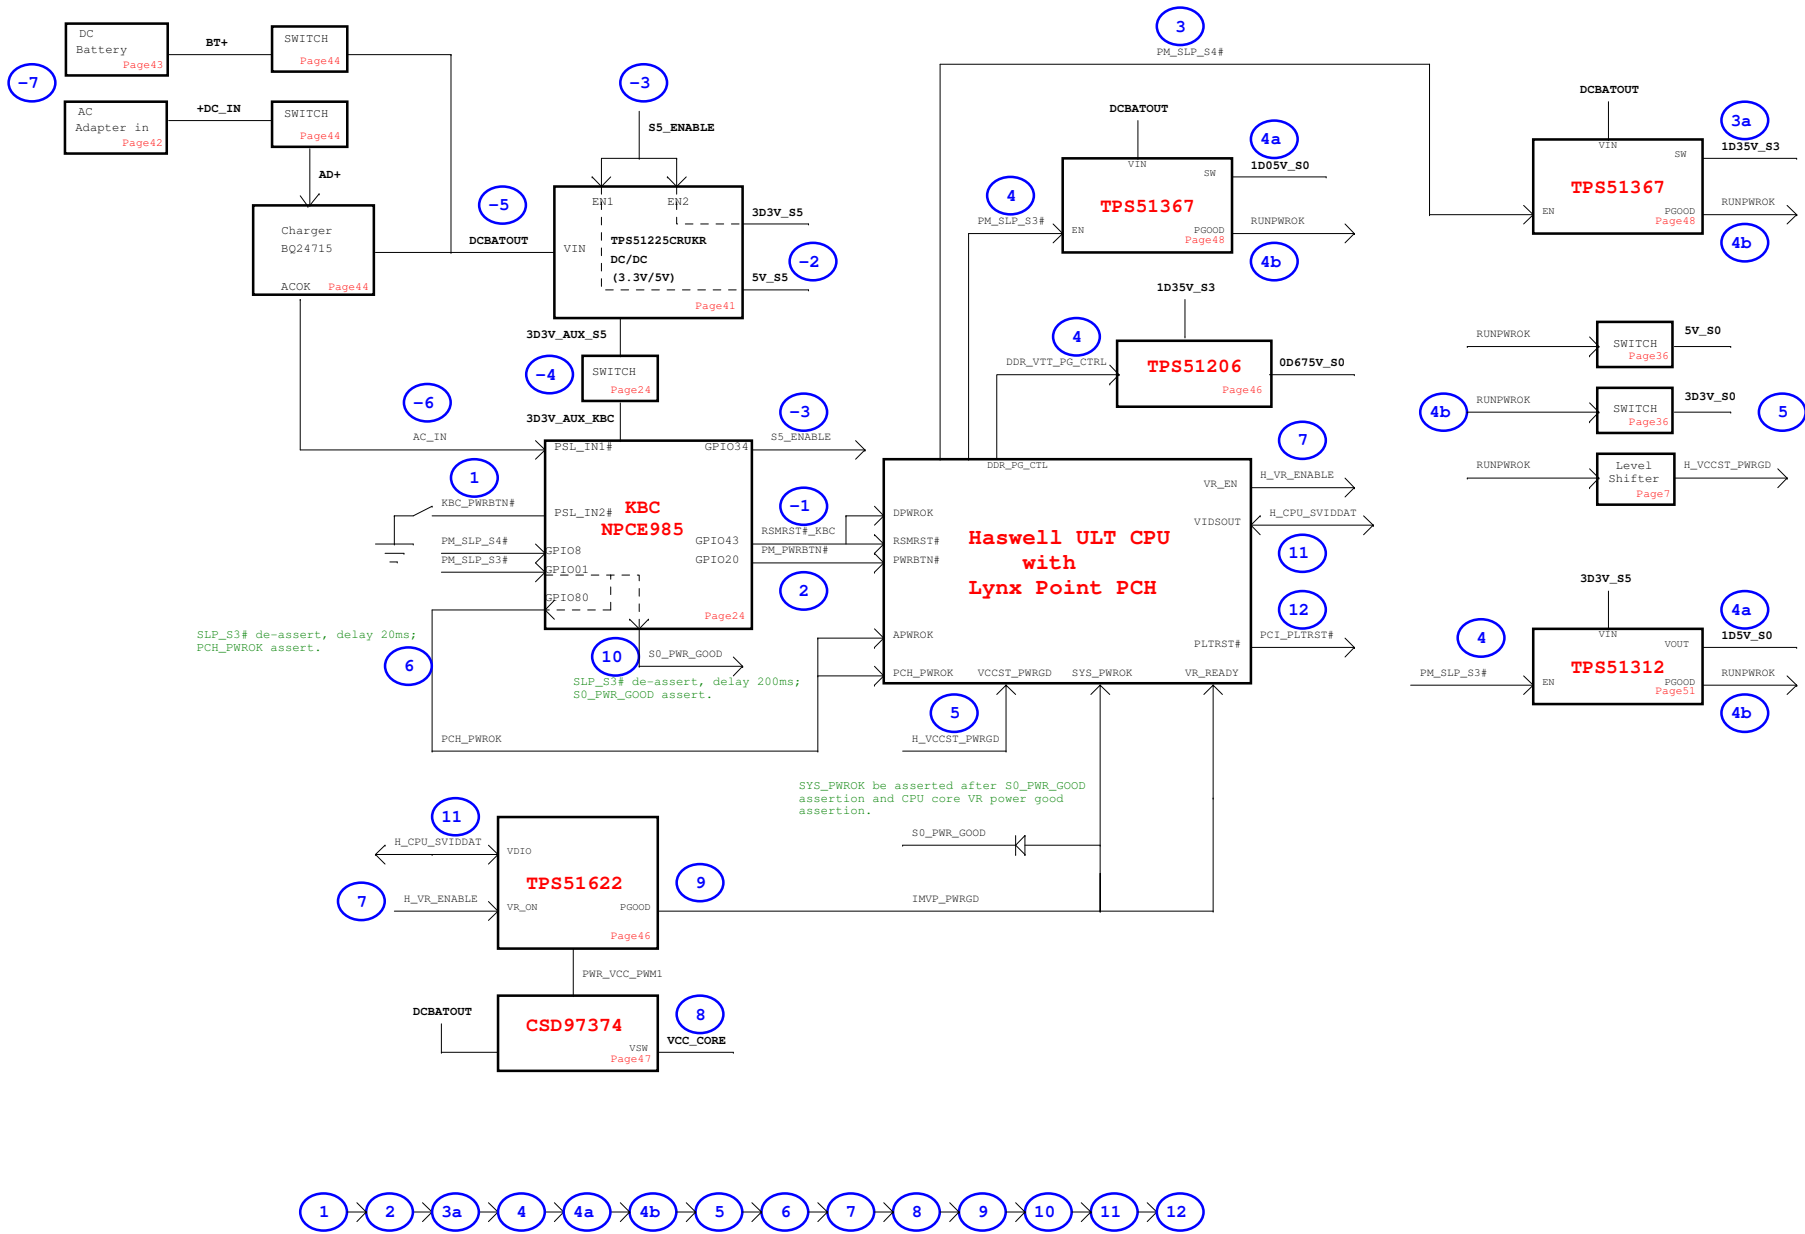 DC
Battery
Page43
BT+
SWITCH
Page44
-7
AC
Adapter in
Page42
+DC_IN
SWITCH
Page44
AD+
Charger
BQ24715
ACOK
Page44
-5
DCBATOUT
-3
S5_ENABLE
EN1
EN2
VIN
TPS51225CRUKR
DC/DC
(3.3V/5V)
Page41
3D3V_S5
-2
5V_S5
3D3V_AUX_S5
-4
SWITCH
Page24
3D3V_AUX_KBC
-6
AC_IN
PSL_IN1#
GPIO34
-3
S5_ENABLE
1
KBC_PWRBTN#
PSL_IN2#
KBC
NPCE985
PM_SLP_S4#
GPIO8
PM_SLP_S3#
GPIO01
GPIO80
GPIO43
GPIO20
Page24
-1
RSMRST#_KBC
PM_PWRBTN#
2
SLP_S3# de-assert, delay 20ms;
PCH_PWROK assert.
6
10
S0_PWR_GOOD
SLP_S3# de-assert, delay 200ms;
S0_PWR_GOOD assert.
PCH_PWROK
3
PM_SLP_S4#
DCBATOUT
VIN
4a
SW
1D05V_S0
4
PM_SLP_S3#
EN
TPS51367
PGOOD
Page48
RUNPWROK
4b
1D35V_S3
4
DDR_VTT_PG_CTRL
TPS51206
Page46
0D675V_S0
DDR_PG_CTL
7
VR_EN
H_VR_ENABLE
DPWROK
RSMRST#
PWRBTN#
Haswell ULT CPU
with
Lynx Point PCH
VIDSOUT
H_CPU_SVIDDAT
11
12
APWROK
PLTRST#
PCI_PLTRST#
PCH_PWROK
VCCST_PWRGD
SYS_PWROK
VR_READY
5
H_VCCST_PWRGD
SYS_PWROK be asserted after S0_PWR_GOOD
assertion and CPU core VR power good
assertion.
S0_PWR_GOOD
DCBATOUT
VIN
3a
SW
1D35V_S3
TPS51367
EN
PGOOD
Page48
RUNPWROK
4b
RUNPWROK
SWITCH
Page36
5V_S0
4b
RUNPWROK
SWITCH
Page36
3D3V_S0
5
RUNPWROK
Level
Shifter
Page7
H_VCCST_PWRGD
3D3V_S5
VIN
4a
VOUT
1D5V_S0
4
PM_SLP_S3#
EN
TPS51312
PGOOD
Page51
RUNPWROK
4b
11
H_CPU_SVIDDAT
VDIO
TPS51622
7
H_VR_ENABLE
VR_ON
PGOOD
Page46
9
IMVP_PWRGD
PWR_VCC_PWM1
DCBATOUT
CSD97374
VSW
Page47
8
VCC_CORE
1 2 3a 4 4a 4b 5 6 7 8 9 10 11 12